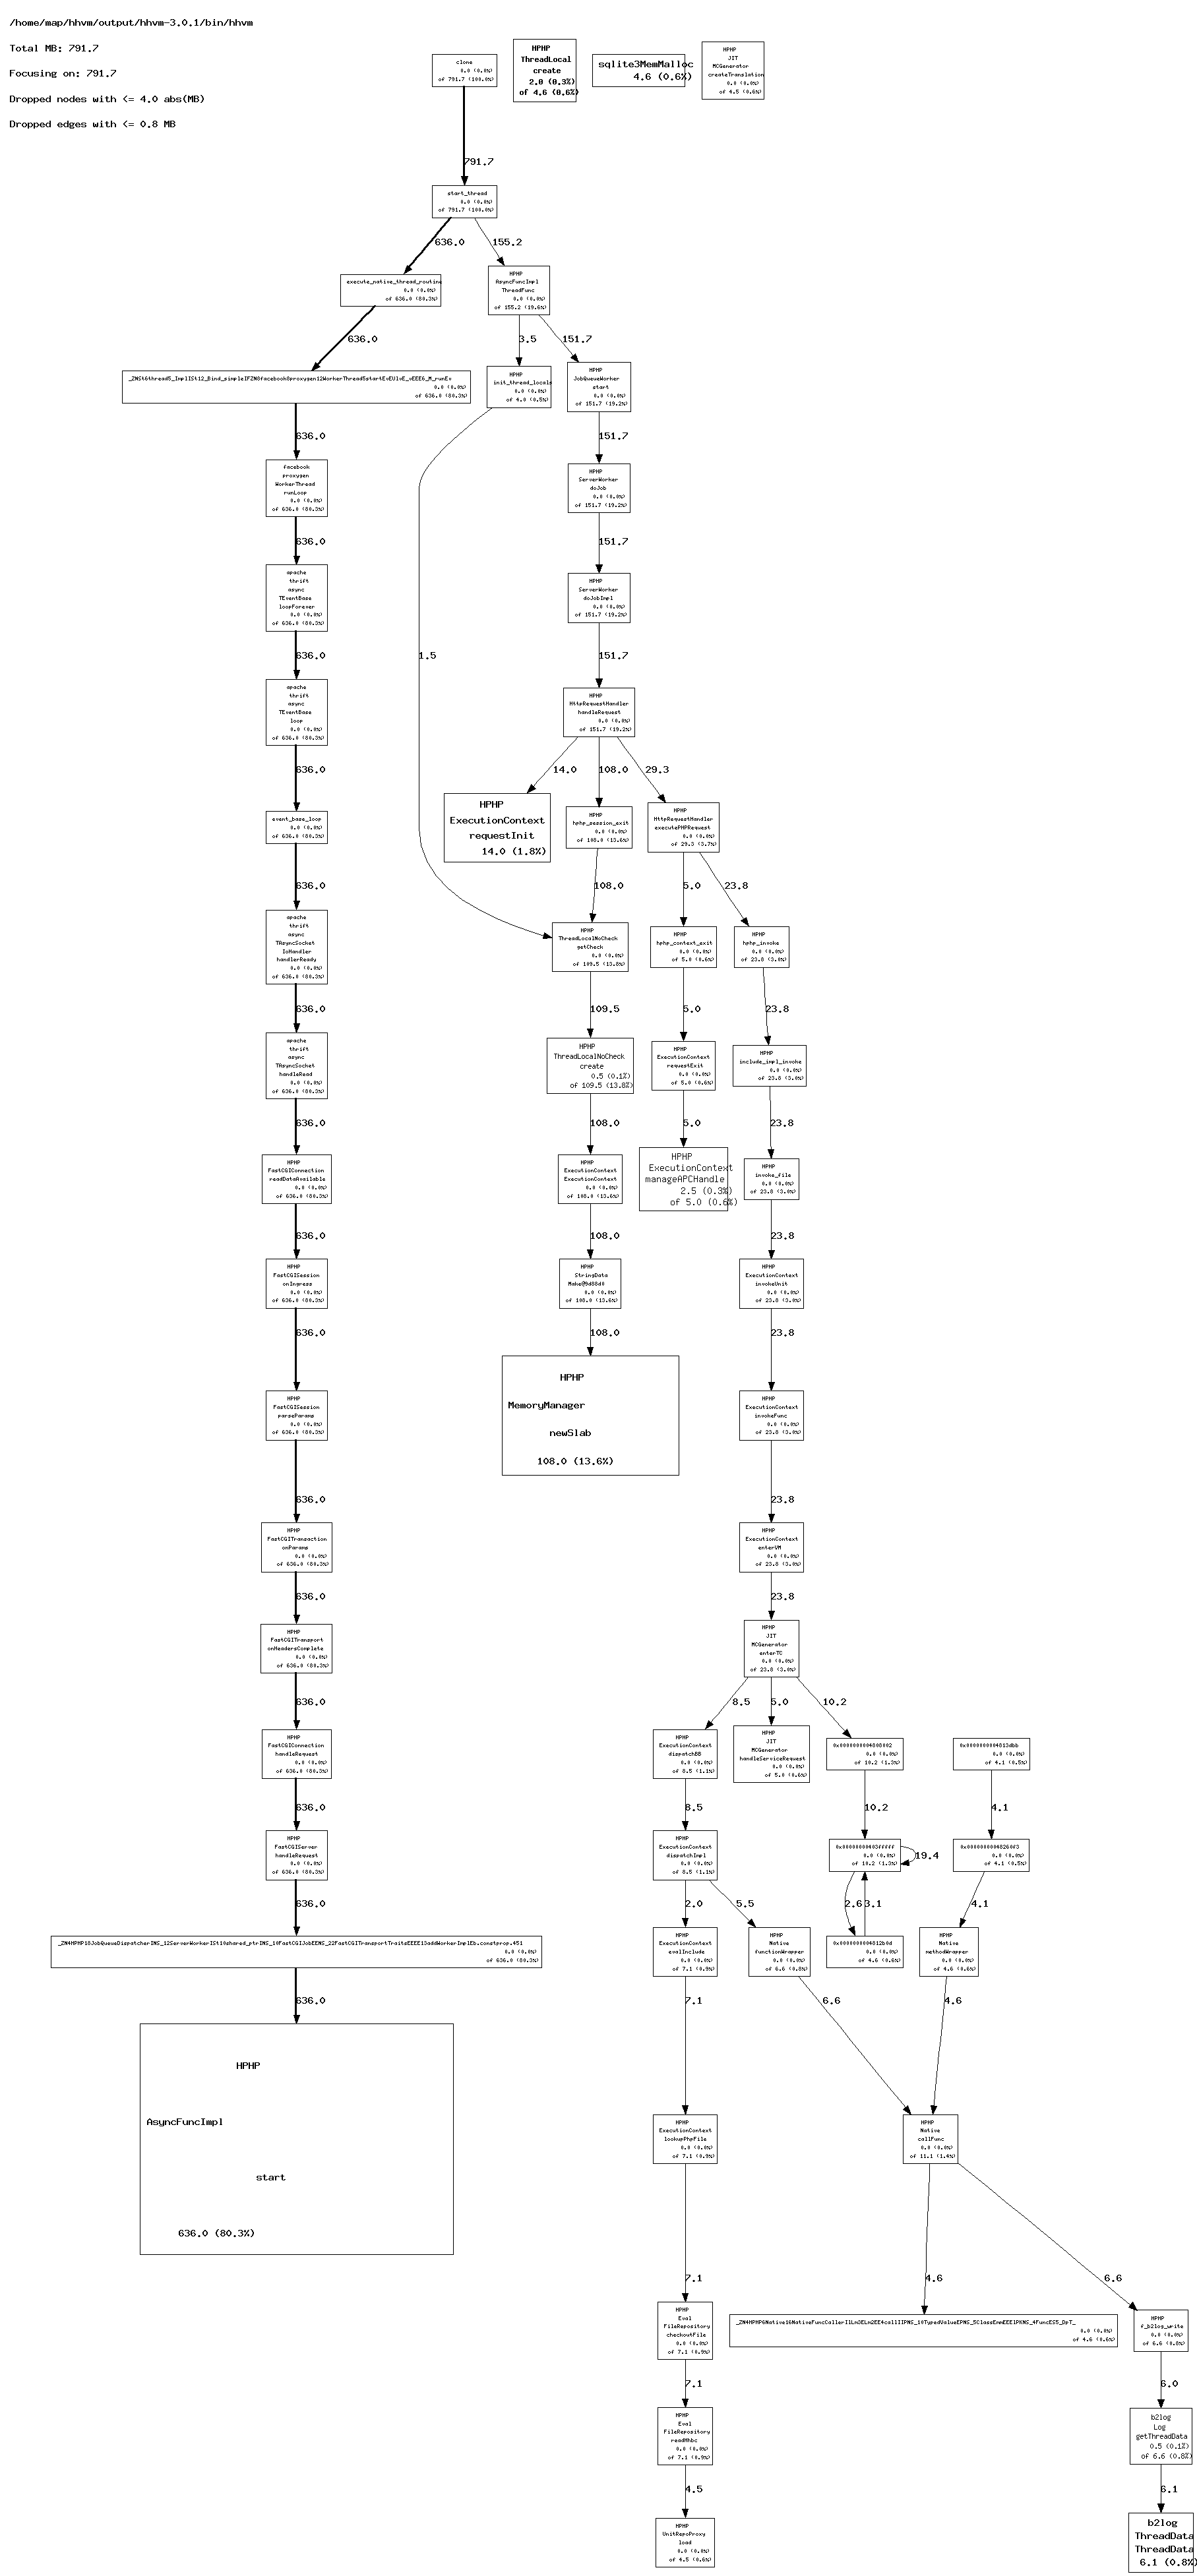 /home/map/hhvm/output/hhvm-3.0.1/bin/hhvm
Total MB: 791.7
Focusing on: 791.7
Dropped nodes with <= 4.0 abs(MB)
Dropped edges with <= 0.8 MB
clone
0.0 (0.0%)
of 791.7 (100.0%)
HPHP
ThreadLocal
create
2.0 (0.3%)
of 4.6 (0.6%)
sqlite3MemMalloc
4.6 (0.6%)
HPHP
JIT
MCGenerator
createTranslation
0.0 (0.0%)
of 4.5 (0.6%)
791.7
start_thread
0.0 (0.0%)
of 791.7 (100.0%)
636.0
155.2
execute_native_thread_routine
0.0 (0.0%)
of 636.0 (80.3%)
HPHP
AsyncFuncImpl
ThreadFunc
0.0 (0.0%)
of 155.2 (19.6%)
636.0
3.5
151.7
0.0 (0.0%)
of 636.0 (80.3%)
HPHP
init_thread_locals
0.0 (0.0%)
of 4.0 (0.5%)
HPHP
JobQueueWorker
start
0.0 (0.0%)
of 151.7 (19.2%)
636.0
151.7
facebook
proxygen
WorkerThread
runLoop
0.0 (0.0%)
of 636.0 (80.3%)
HPHP
ServerWorker
doJob
0.0 (0.0%)
of 151.7 (19.2%)
636.0
151.7
apache
thrift
async
TEventBase
loopForever
0.0 (0.0%)
of 636.0 (80.3%)
HPHP
ServerWorker
doJobImpl
0.0 (0.0%)
of 151.7 (19.2%)
636.0
1.5
151.7
apache
thrift
async
TEventBase
loop
0.0 (0.0%)
of 636.0 (80.3%)
HPHP
HttpRequestHandler
handleRequest
0.0 (0.0%)
of 151.7 (19.2%)
636.0
14.0
108.0
29.3
event_base_loop
0.0 (0.0%)
of 636.0 (80.3%)
HPHP
ExecutionContext
requestInit
14.0 (1.8%)
HPHP
hphp_session_exit
0.0 (0.0%)
of 108.0 (13.6%)
HPHP
HttpRequestHandler
executePHPRequest
0.0 (0.0%)
of 29.3 (3.7%)
636.0
108.0
5.0
23.8
apache
thrift
async
TAsyncSocket
IoHandler
handlerReady
0.0 (0.0%)
of 636.0 (80.3%)
HPHP
ThreadLocalNoCheck
getCheck
0.0 (0.0%)
of 109.5 (13.8%)
HPHP
hphp_context_exit
0.0 (0.0%)
of 5.0 (0.6%)
HPHP
hphp_invoke
0.0 (0.0%)
of 23.8 (3.0%)
636.0
109.5
5.0
23.8
apache
thrift
async
TAsyncSocket
handleRead
0.0 (0.0%)
of 636.0 (80.3%)
HPHP
ThreadLocalNoCheck
create
0.5 (0.1%)
of 109.5 (13.8%)
HPHP
ExecutionContext
requestExit
0.0 (0.0%)
of 5.0 (0.6%)
HPHP
include_impl_invoke
0.0 (0.0%)
of 23.8 (3.0%)
636.0
108.0
5.0
23.8
HPHP
FastCGIConnection
readDataAvailable
0.0 (0.0%)
of 636.0 (80.3%)
HPHP
ExecutionContext
ExecutionContext
0.0 (0.0%)
of 108.0 (13.6%)
HPHP
ExecutionContext
manageAPCHandle
2.5 (0.3%)
of 5.0 (0.6%)
HPHP
invoke_file
0.0 (0.0%)
of 23.8 (3.0%)
636.0
108.0
23.8
HPHP
FastCGISession
onIngress
0.0 (0.0%)
of 636.0 (80.3%)
HPHP
StringData
0.0 (0.0%)
of 108.0 (13.6%)
HPHP
ExecutionContext
invokeUnit
0.0 (0.0%)
of 23.8 (3.0%)
636.0
108.0
23.8
HPHP
FastCGISession
parseParams
0.0 (0.0%)
of 636.0 (80.3%)
HPHP
MemoryManager
newSlab
108.0 (13.6%)
HPHP
ExecutionContext
invokeFunc
0.0 (0.0%)
of 23.8 (3.0%)
636.0
23.8
HPHP
FastCGITransaction
onParams
0.0 (0.0%)
of 636.0 (80.3%)
HPHP
ExecutionContext
enterVM
0.0 (0.0%)
of 23.8 (3.0%)
636.0
23.8
HPHP
FastCGITransport
onHeadersComplete
0.0 (0.0%)
of 636.0 (80.3%)
HPHP
JIT
MCGenerator
enterTC
0.0 (0.0%)
of 23.8 (3.0%)
636.0
8.5
5.0
10.2
HPHP
FastCGIConnection
handleRequest
0.0 (0.0%)
of 636.0 (80.3%)
HPHP
ExecutionContext
dispatchBB
0.0 (0.0%)
of 8.5 (1.1%)
HPHP
JIT
MCGenerator
handleServiceRequest
0.0 (0.0%)
of 5.0 (0.6%)
0.0 (0.0%)
of 10.2 (1.3%)
0.0 (0.0%)
of 4.1 (0.5%)
636.0
8.5
10.2
4.1
HPHP
FastCGIServer
handleRequest
0.0 (0.0%)
of 636.0 (80.3%)
HPHP
ExecutionContext
dispatchImpl
0.0 (0.0%)
of 8.5 (1.1%)
0.0 (0.0%)
of 10.2 (1.3%)
19.4
0.0 (0.0%)
of 4.1 (0.5%)
636.0
2.0
5.5
2.6
3.1
4.1
0.0 (0.0%)
of 636.0 (80.3%)
HPHP
ExecutionContext
evalInclude
0.0 (0.0%)
of 7.1 (0.9%)
HPHP
Native
functionWrapper
0.0 (0.0%)
of 6.6 (0.8%)
0.0 (0.0%)
of 4.6 (0.6%)
HPHP
Native
methodWrapper
0.0 (0.0%)
of 4.6 (0.6%)
636.0
7.1
6.6
4.6
HPHP
AsyncFuncImpl
start
636.0 (80.3%)
HPHP
ExecutionContext
lookupPhpFile
0.0 (0.0%)
of 7.1 (0.9%)
HPHP
Native
callFunc
0.0 (0.0%)
of 11.1 (1.4%)
7.1
4.6
6.6
HPHP
Eval
FileRepository
checkoutFile
0.0 (0.0%)
of 7.1 (0.9%)
0.0 (0.0%)
of 4.6 (0.6%)
HPHP
f_b2log_write
0.0 (0.0%)
of 6.6 (0.8%)
7.1
6.0
HPHP
Eval
FileRepository
readHhbc
0.0 (0.0%)
of 7.1 (0.9%)
b2log
Log
getThreadData
0.5 (0.1%)
of 6.6 (0.8%)
4.5
6.1
HPHP
UnitRepoProxy
load
0.0 (0.0%)
of 4.5 (0.6%)
b2log
ThreadData
ThreadData
6.1 (0.8%)